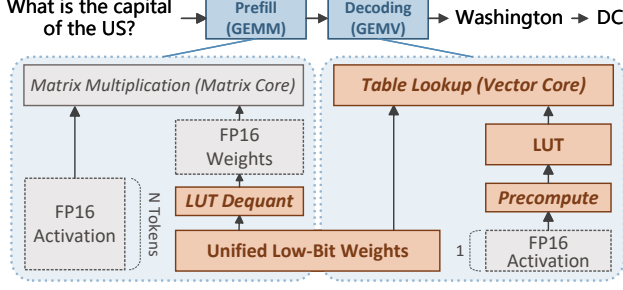 What is the capital
of the US?
Prefill
(GEMM)
Decoding
(GEMV)
Washington
DC
Matrix Multiplication (Matrix Core)
FP16
Weights
LUT Dequant
FP16
Activation
N Tokens
Unified Low-Bit Weights
Table Lookup (Vector Core)
LUT
Precompute
1
FP16
Activation